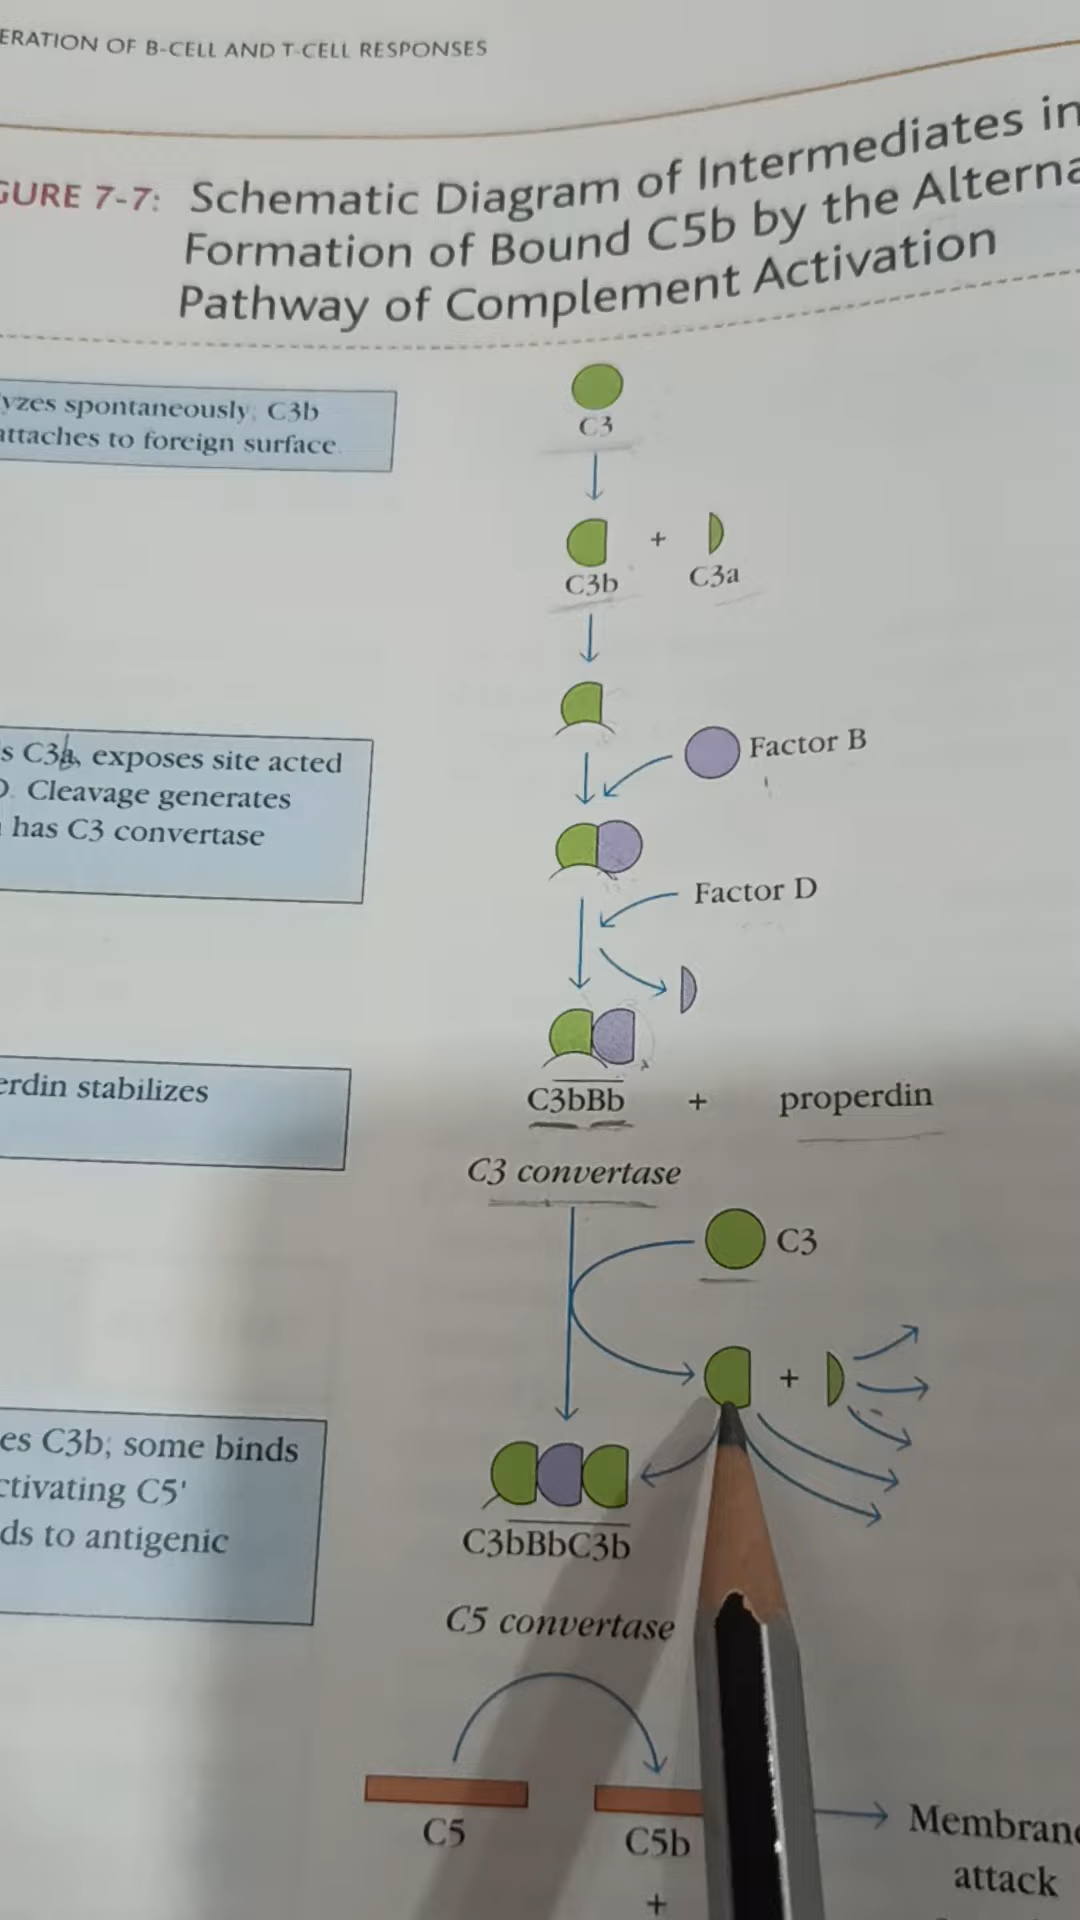 ERATION OF B-CELL AND T-CELL RESPONSES
GURE 7-7: Schematic Diagram of Intermediates in
Formation of Bound C5b by the Alterna
Pathway of Complement Activation
yzes spontaneously, C3b
attaches to foreign surface.
C3
C3b + C3a
Factor B
s C3b, exposes site acted
D. Cleavage generates
has C3 convertase
Factor D
erdin stabilizes
C3bBb + properdin
C3 convertase
C3
+
es C3b; some binds
ctivating C5'
ds to antigenic
C3bBbC3b
C5 convertase
C5
C5b
+
Membran
attack